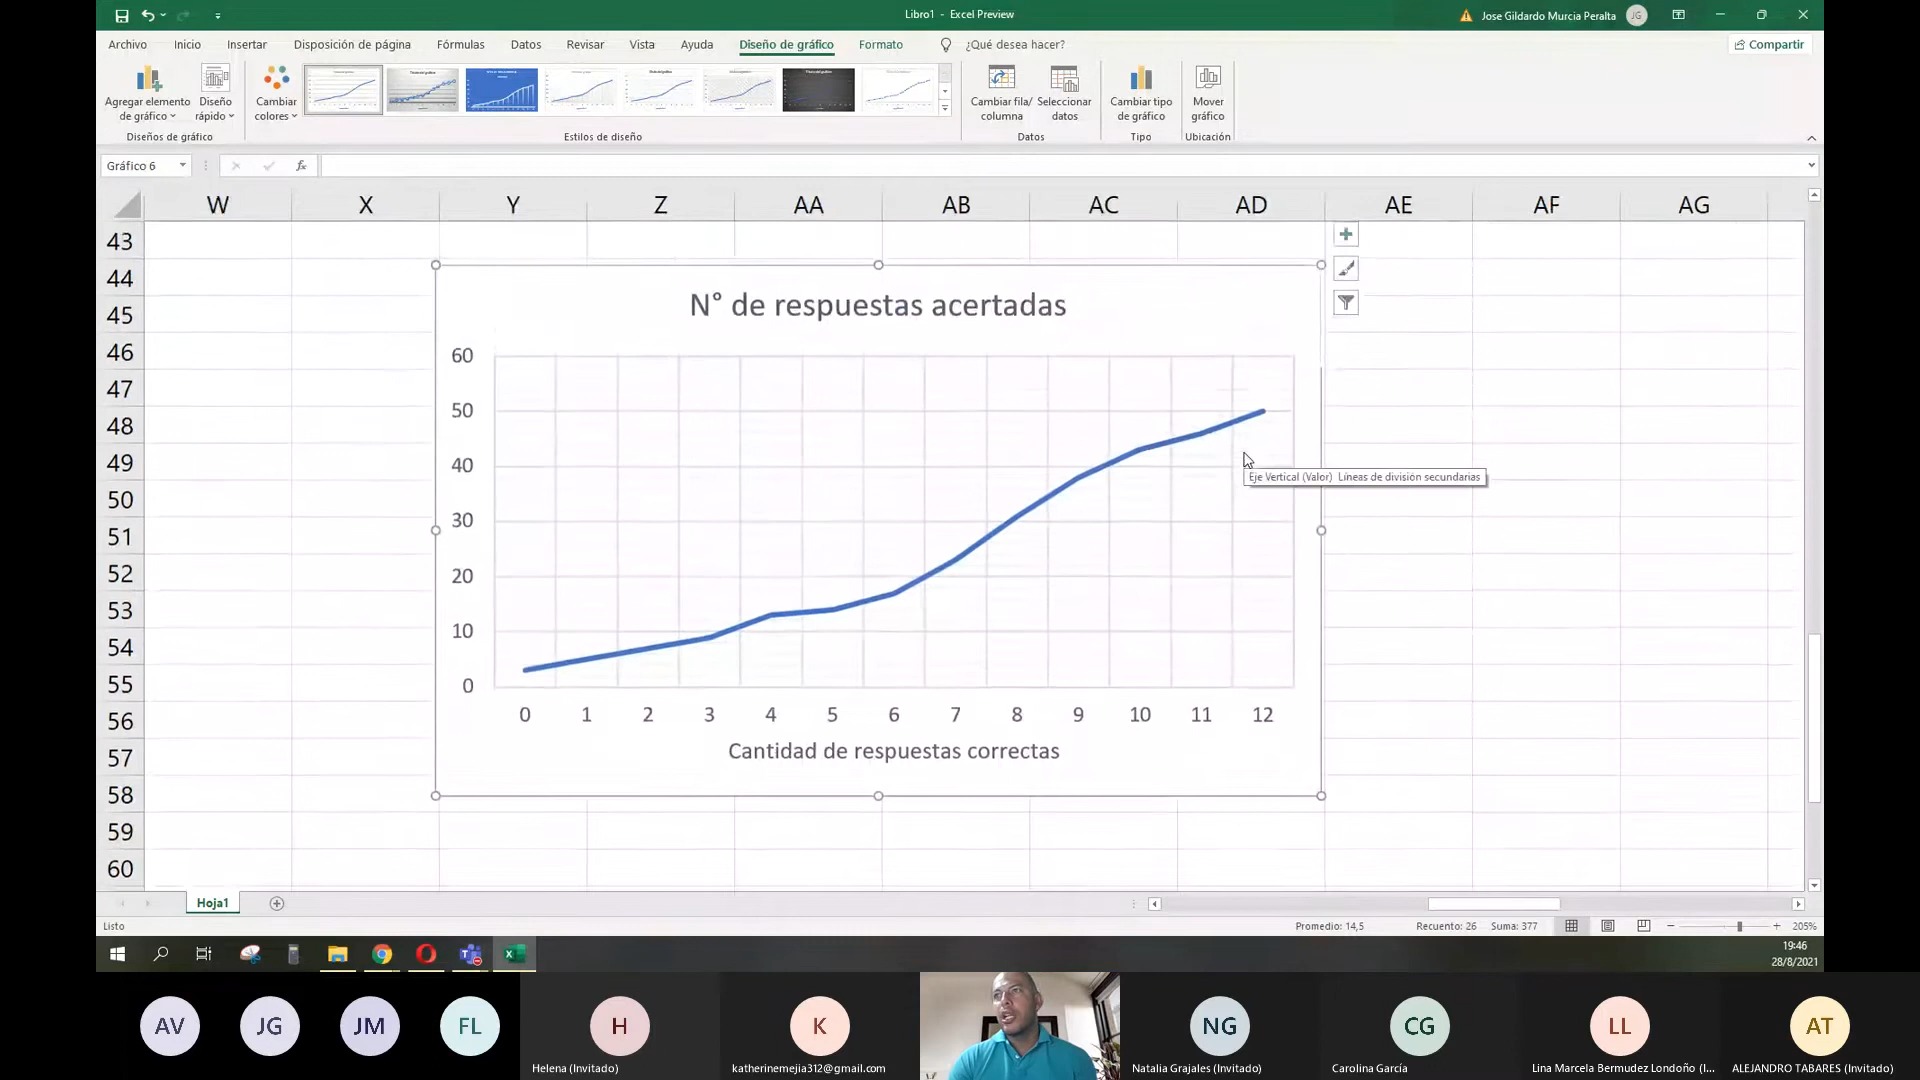 Libro1 - Excel Preview
Jose Gildardo Murcia Peralta
JG
Archivo
Inicio
Insertar
Disposición de página
Fórmulas
Datos
Revisar
Vista
Ayuda
Diseño de gráfico
Formato
¿Qué desea hacer?
Compartir
Agregar elemento
de gráfico
Diseño
rápido
Cambiar
colores
Cambiar fila/
columna
Seleccionar
datos
Cambiar tipo
de gráfico
Mover
gráfico
Diseños de gráfico
Estilos de diseño
Datos
Tipo
Ubicación
Gráfico 6
fx
W X Y Z AA AB AC AD AE AF AG
43
44
45
46
47
48
49
50
51
52
53
54
55
56
57
58
59
60
N° de respuestas acertadas
60
50
40
30
20
10
0
0 1 2 3 4 5 6 7 8 9 10 11 12
Cantidad de respuestas correctas
Eje Vertical (Valor) Líneas de división secundarias
Hoja1
Listo
Promedio: 14,5
Recuento: 26
Suma: 377
205%
19:46
28/8/2021
AV
JG
JM
FL
H
Helena (Invitado)
K
katherinemejia312@gmail.com
NG
Natalia Grajales (Invitado)
CG
Carolina García
LL
Lina Marcela Bermudez Londoño (I...
AT
ALEJANDRO TABARES (Invitado)